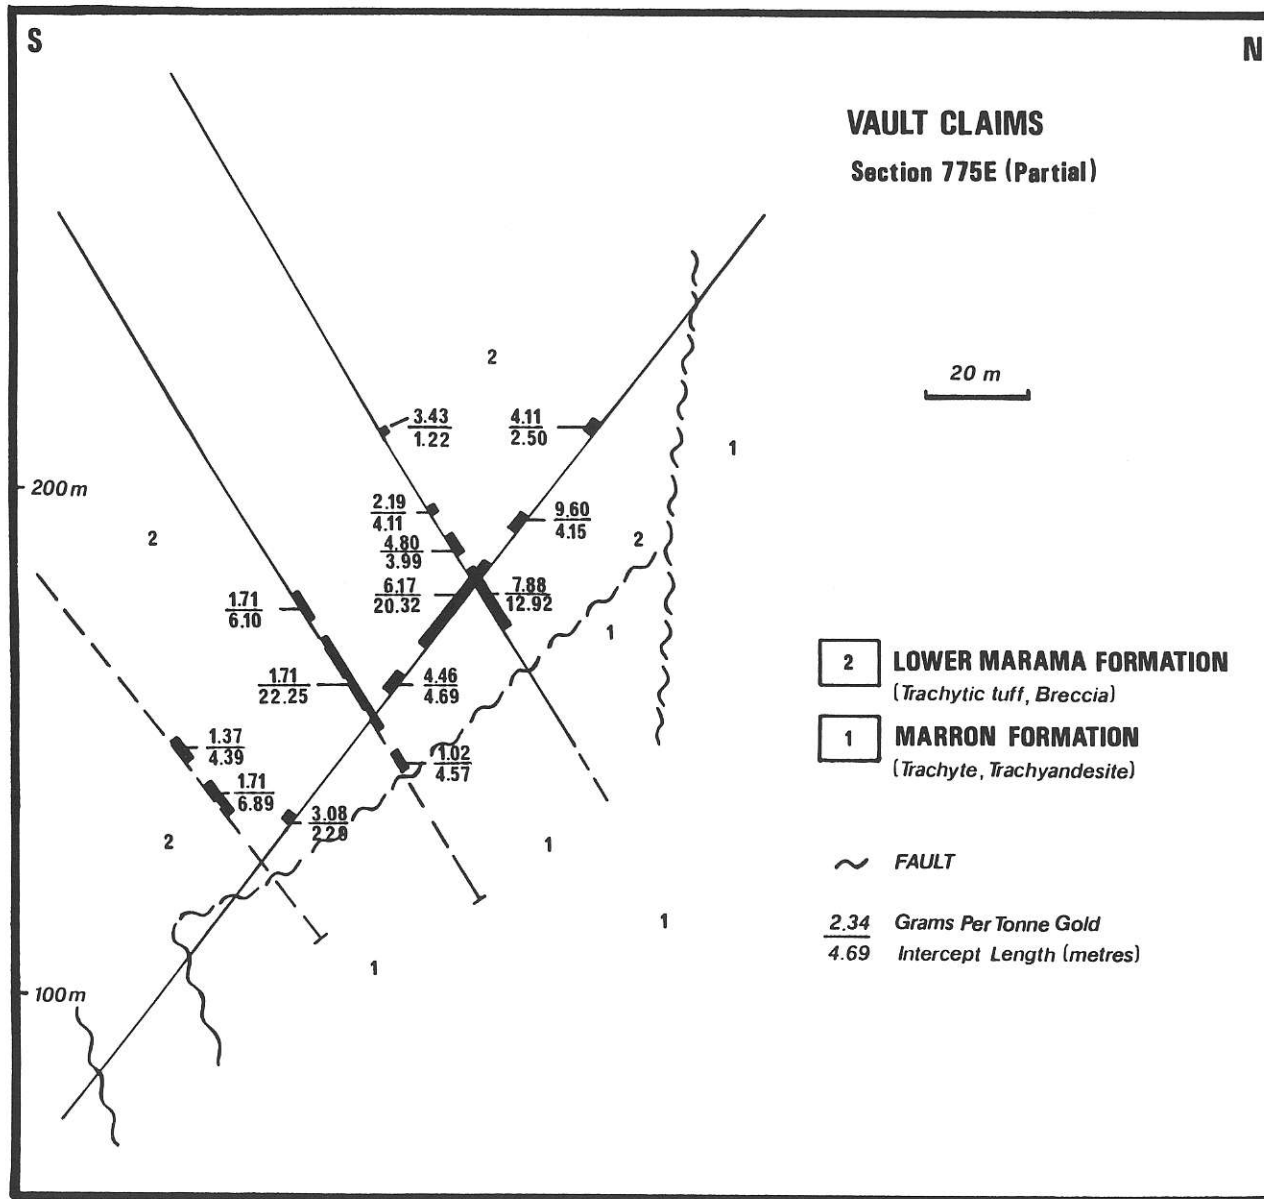 S
N
VAULT CLAIMS
Section 775E (Partial)
20 m
2
3.43
1.22
4.11
2.50
1
200m
2.19
4.11
9.60
4.15
2
2
4.80
3.99
6.17
20.32
7.88
12.92
1.71
6.10
1
1.71
22.25
4.46
4.69
2 LOWER MARAMA FORMATION
(Trachytic tuff, Breccia)
1 MARRON FORMATION
(Trachyte, Trachyandesite)
1.37
4.39
1.02
4.57
1.71
6.89
3.08
2.29
2
1
FAULT
1
2.34 Grams Per Tonne Gold
4.69 Intercept Length (metres)
1
100m